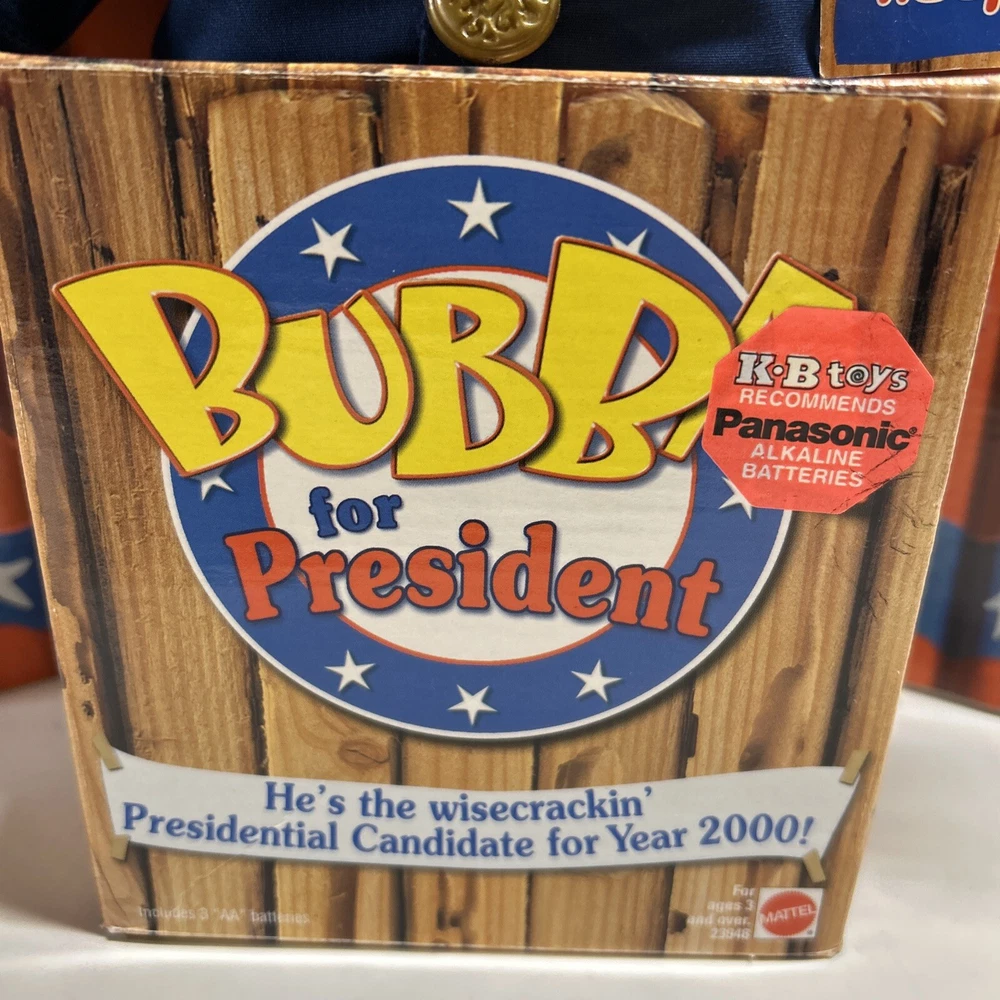 BUBBA
K·B toys
RECOMMENDS
Panasonic®
ALKALINE
BATTERIES
for
President
He's the wisecrackin'
Presidential Candidate for Year 2000!
Includes 3 "AA" batteries
For
ages 3
and over.
23948
MATTEL